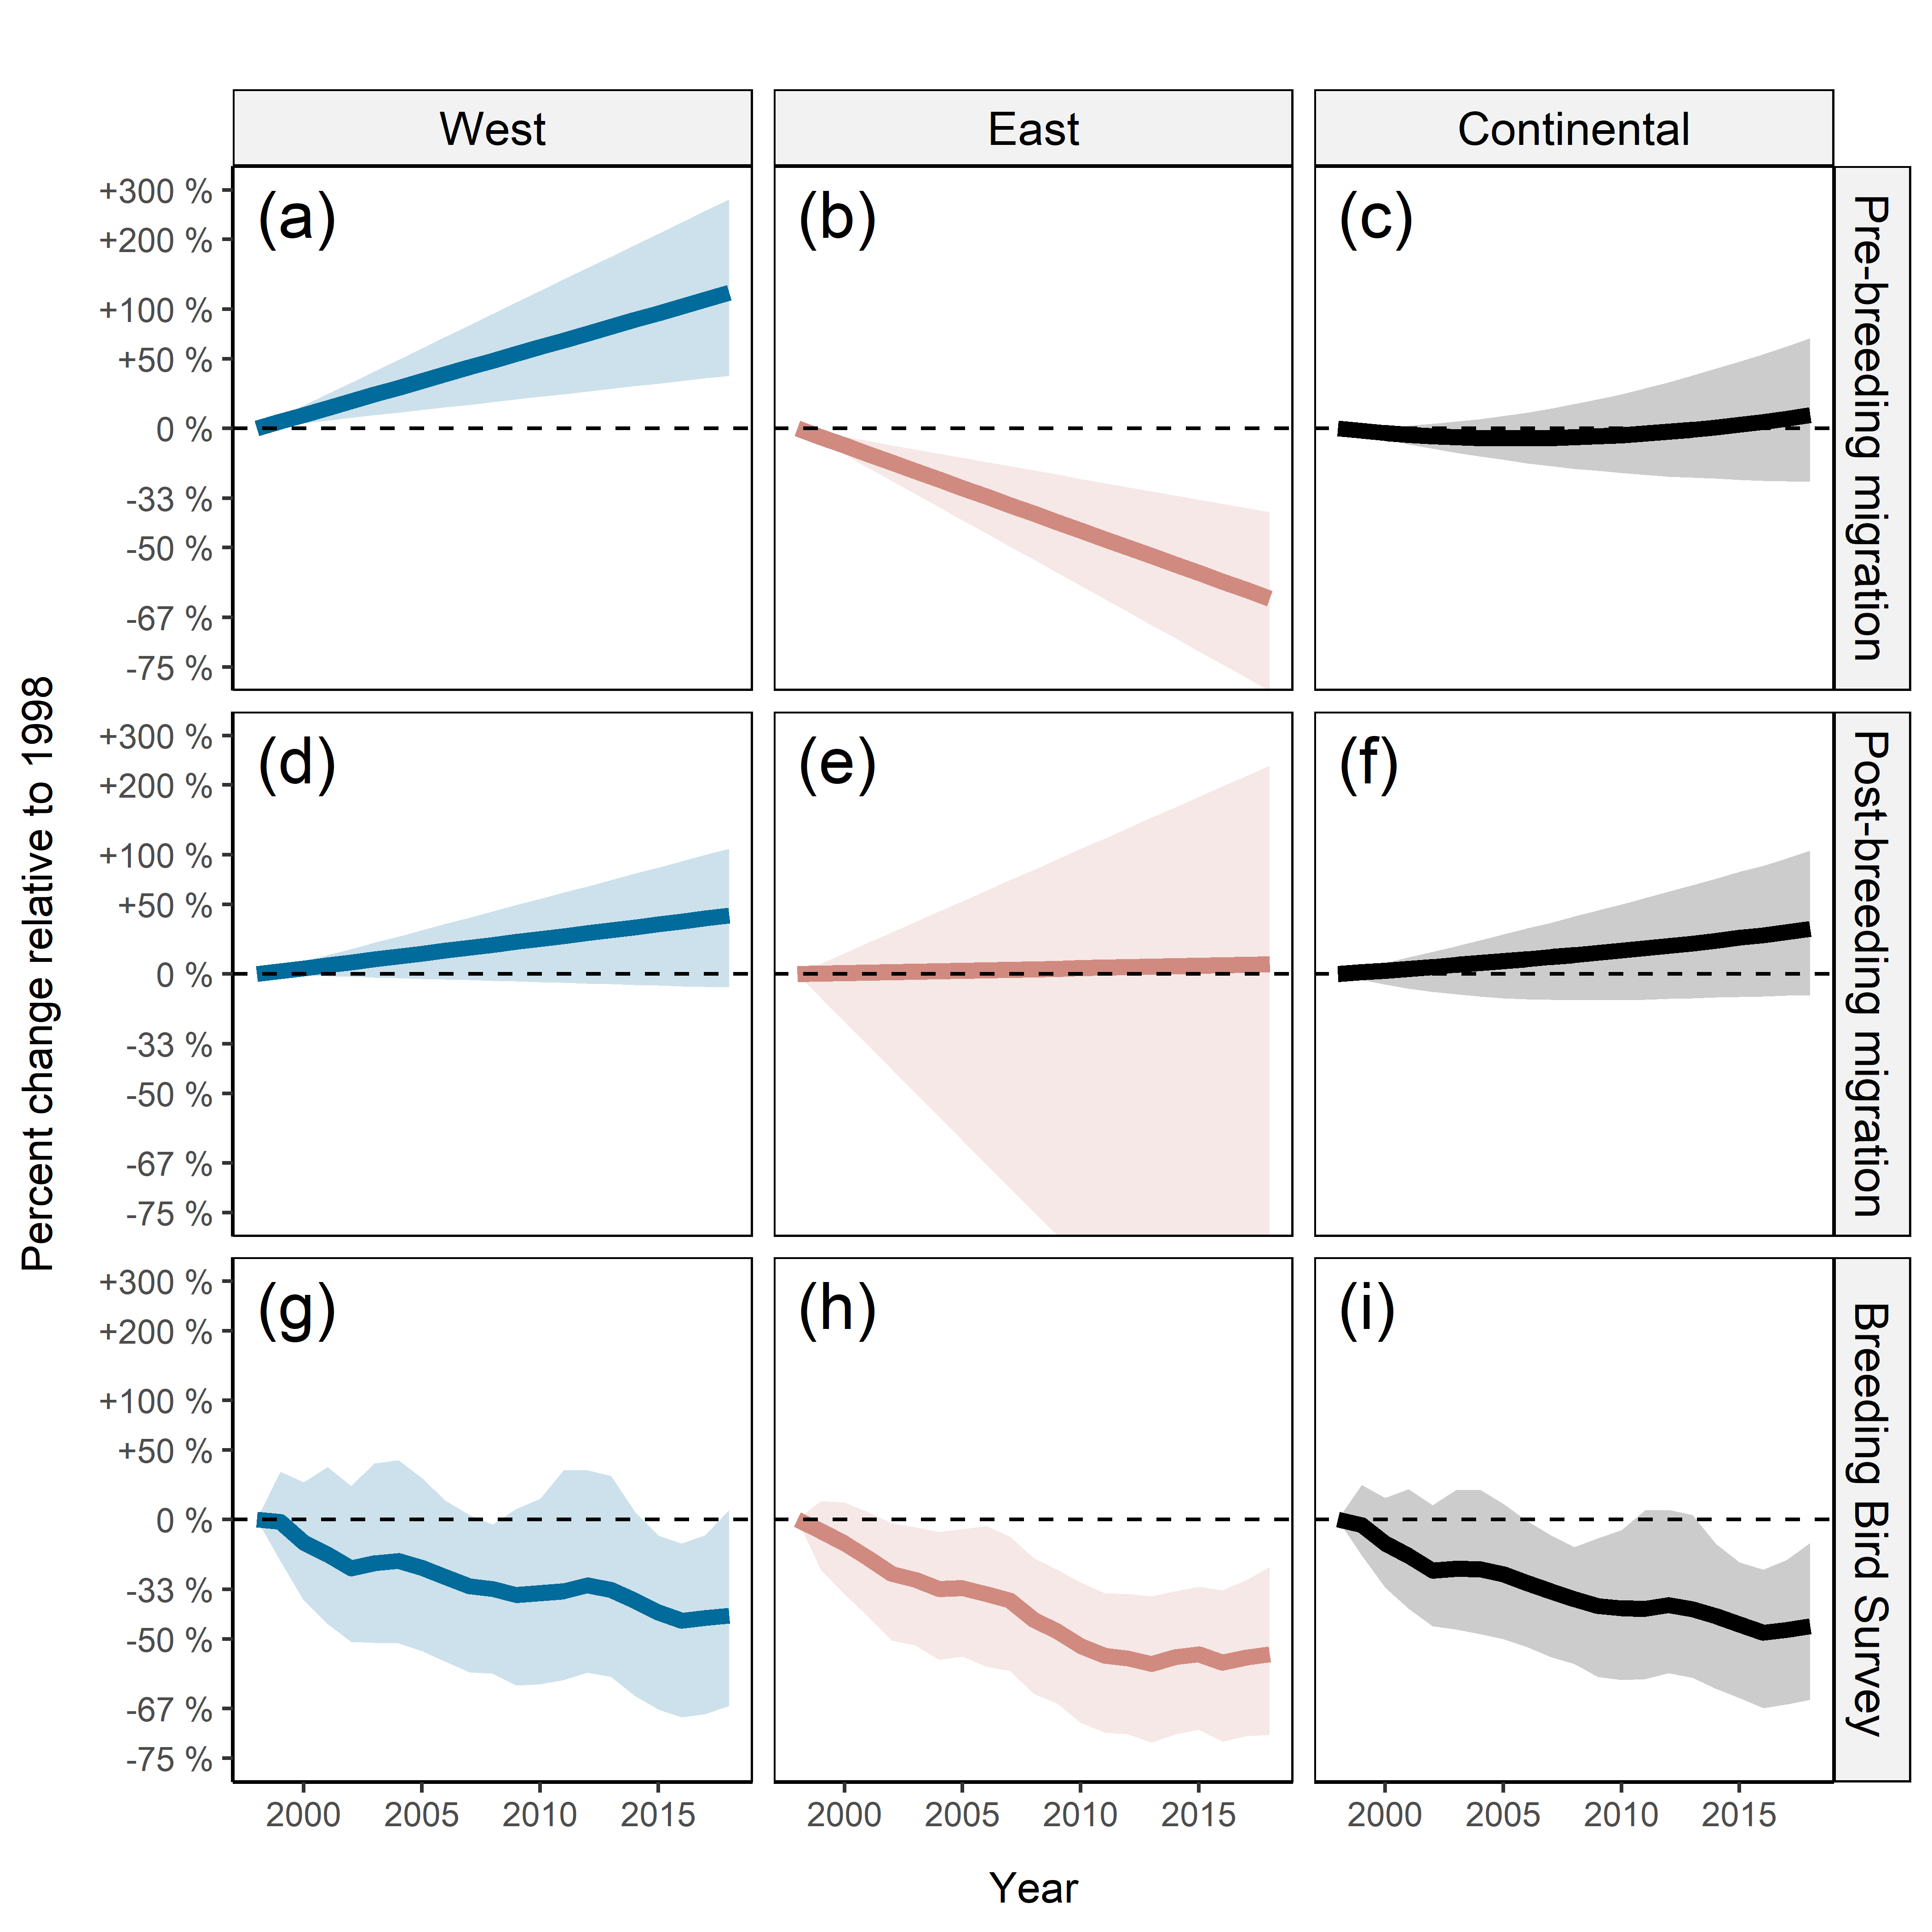 West
East
Continental
(a)
(b)
(c)
+300 %
+200 %
+100 %
+50 %
0 %
-33 %
-50 %
-67 %
-75 %
Pre-breeding migration
(d)
(e)
(f)
+300 %
+200 %
+100 %
+50 %
0 %
-33 %
-50 %
-67 %
-75 %
Post-breeding migration
(g)
(h)
(i)
+300 %
+200 %
+100 %
+50 %
0 %
-33 %
-50 %
-67 %
-75 %
Breeding Bird Survey
Percent change relative to 1998
2000 2005 2010 2015
2000 2005 2010 2015
2000 2005 2010 2015
Year